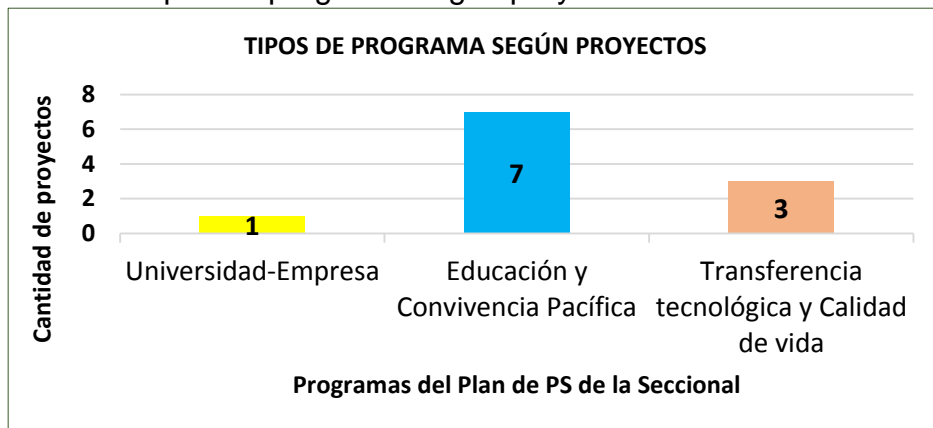 TIPOS DE PROGRAMA SEGÚN PROYECTOS
Cantidad de proyectos
8
6
4
2
0
1
7
3
Universidad-Empresa
Educación y
Convivencia Pacífica
Transferencia
tecnológica y Calidad
de vida
Programas del Plan de PS de la Seccional